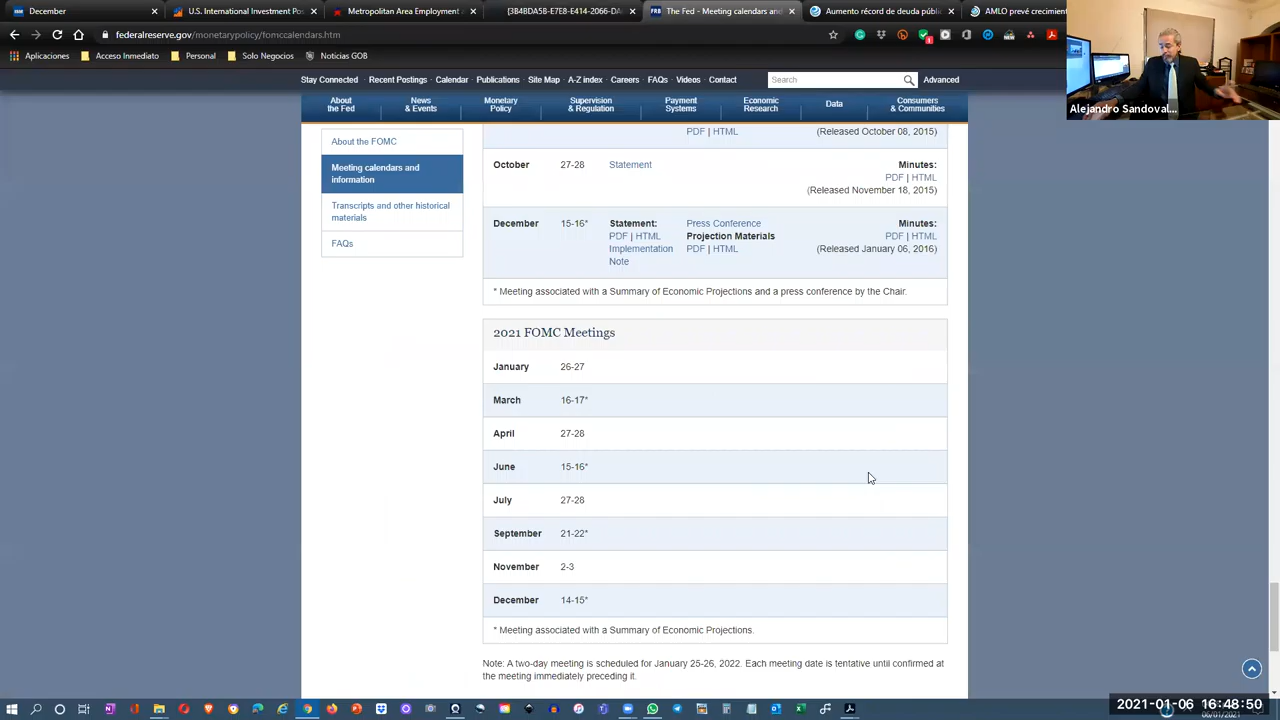 December
U.S. International Investment Pos
Metropolitan Area Employment
{3B4BDA5B-E7E8-E414-2066-DA
The Fed - Meeting calendars and
Aumento récord de deuda públi
AMLO prevé crecimient
federalreserve.gov/monetarypolicy/fomccalendars.htm
Aplicaciones
Acceso Inmediato
Personal
Solo Negocios
Noticias GOB
Alejandro Sandoval...
Stay Connected Recent Postings Calendar Publications Site Map A-Z index Careers FAQs Videos Contact Search Advanced
About the Fed
News & Events
Monetary Policy
Supervision & Regulation
Payment Systems
Economic Research
Data
Consumers & Communities
About the FOMC
Meeting calendars and
information
Transcripts and other historical
materials
FAQs
PDF | HTML (Released October 08, 2015)
October 27-28 Statement Minutes:
PDF | HTML
(Released November 18, 2015)
December 15-16* Statement: Press Conference Minutes:
PDF | HTML Projection Materials PDF | HTML
Implementation PDF | HTML (Released January 06, 2016)
Note
* Meeting associated with a Summary of Economic Projections and a press conference by the Chair.
2021 FOMC Meetings
January 26-27
March 16-17*
April 27-28
June 15-16*
July 27-28
September 21-22*
November 2-3
December 14-15*
* Meeting associated with a Summary of Economic Projections.
Note: A two-day meeting is scheduled for January 25-26, 2022. Each meeting date is tentative until confirmed at
the meeting immediately preceding it.
2021-01-06 16:48:50